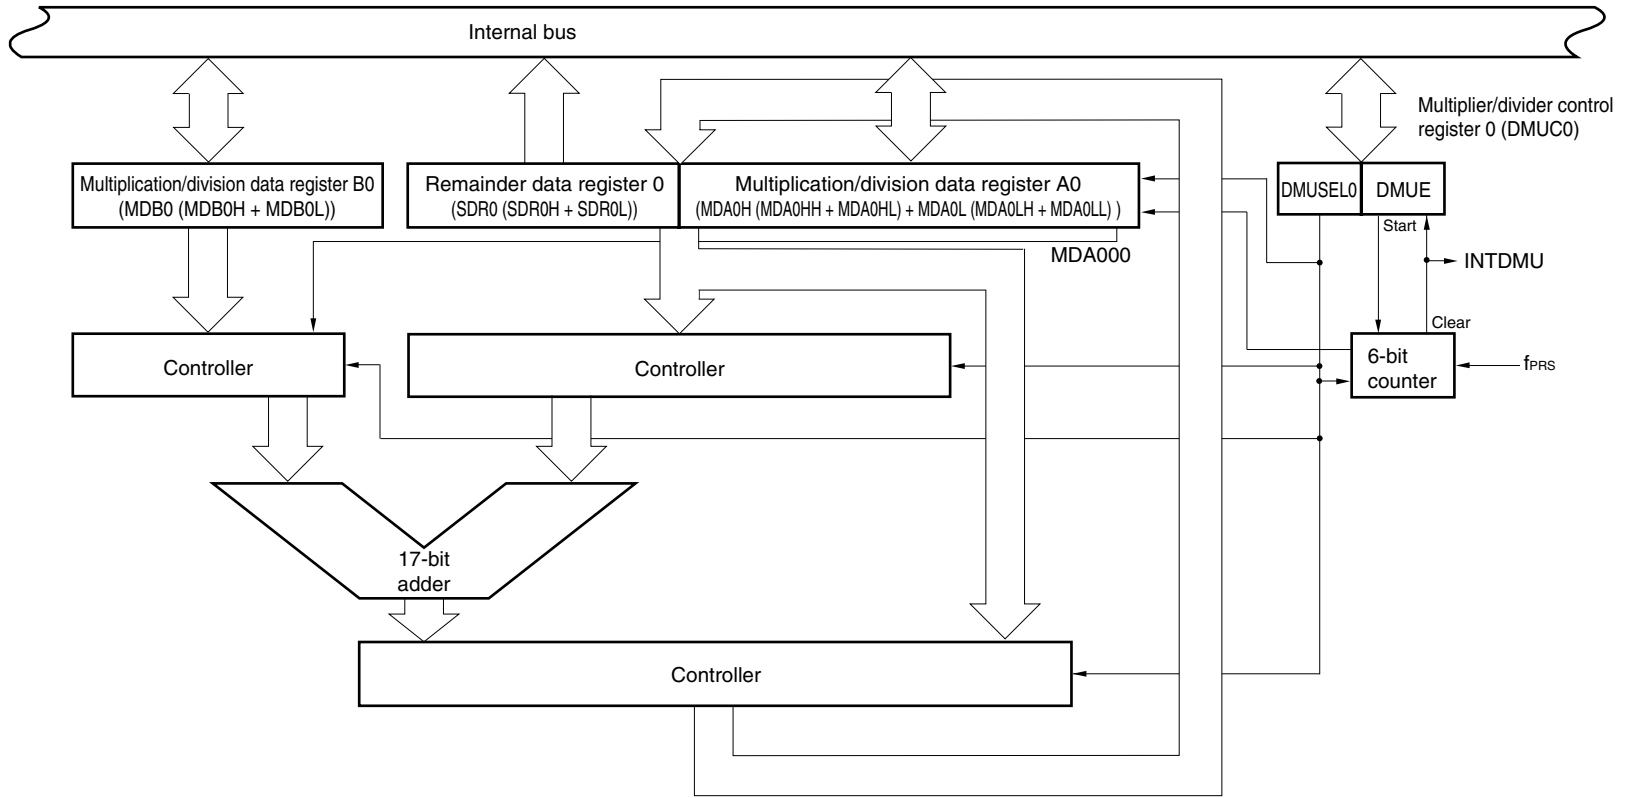 Internal bus
Multiplier/divider control
register 0 (DMUC0)
Multiplication/division data register B0
(MDB0 (MDB0H + MDB0L))
Remainder data register 0
(SDR0 (SDR0H + SDR0L))
Multiplication/division data register A0
(MDA0H (MDA0HH + MDA0HL) + MDA0L (MDA0LH + MDA0LL) )
DMUSEL0
DMUE
Start
MDA000
INTDMU
Clear
Controller
Controller
6-bit
counter
fPRS
17-bit
adder
Controller